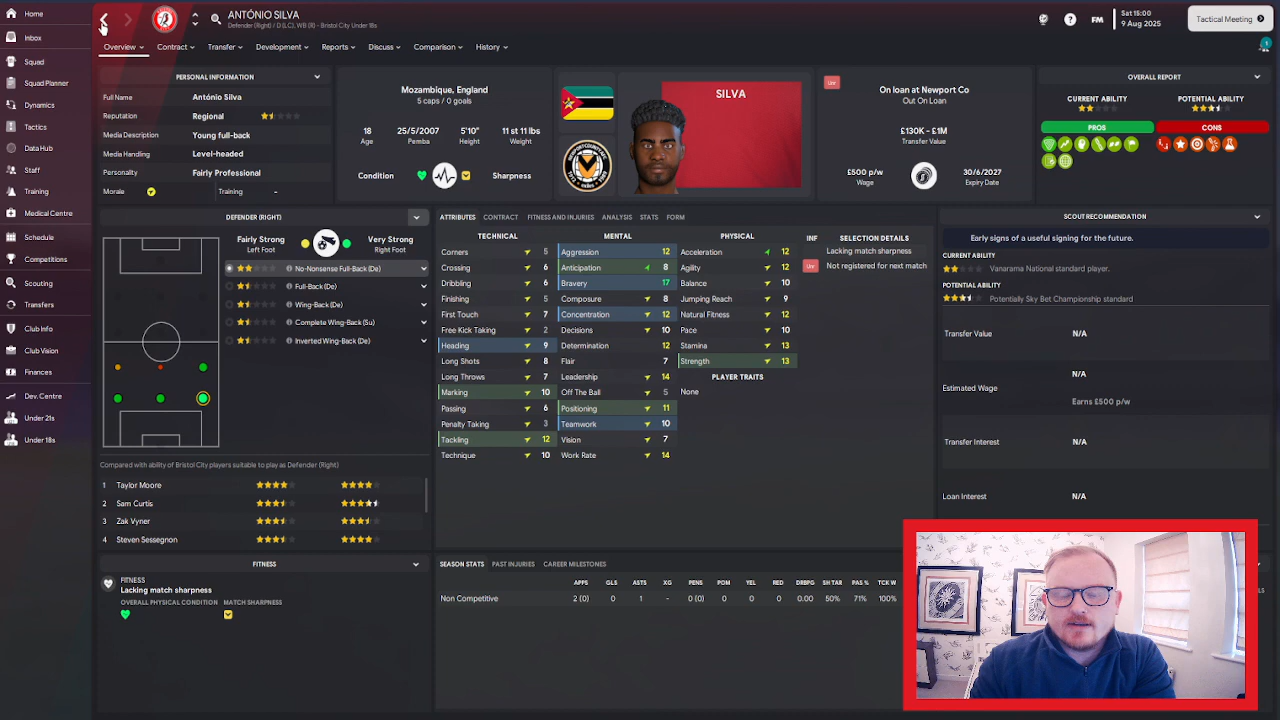 Home
Inbox
Squad
Squad Planner
Dynamics
Tactics
Data Hub
Staff
Training
Medical Centre
Schedule
Competitions
Scouting
Transfers
Club Info
Club Vision
Finances
Dev.Centre
Under 21s
Under 18s
ANTÓNIO SILVA
Defender (Right) / D (LC), WB (R) - Bristol City Under 18s
FM
Sat 15:00
9 Aug 2025
Tactical Meeting
1
Overview
Contract
Transfer
Development
Reports
Discuss
Comparison
History
PERSONAL INFORMATION
Full Name António Silva
Reputation Regional
Media Description Young full-back
Media Handling Level-headed
Personality Fairly Professional
Morale Training -
Mozambique, England
5 caps / 0 goals
18 25/5/2007 5'10" 11 st 11 lbs
Age Pemba Height Weight
Condition Sharpness
SILVA
Unr
On loan at Newport Co
Out On Loan
£130K - £1M
Transfer Value
£500 p/w 30/6/2027
Wage Expiry Date
OVERALL REPORT
CURRENT ABILITY POTENTIAL ABILITY
PROS CONS
DEFENDER (RIGHT)
Fairly Strong Very Strong
Left Foot Right Foot
No-Nonsense Full-Back (De)
Full-Back (De)
Wing-Back (De)
Complete Wing-Back (Su)
Inverted Wing-Back (De)
Compared with ability of Bristol City players suitable to play as Defender (Right)
1 Taylor Moore
2 Sam Curtis
3 Zak Vyner
4 Steven Sessegnon
FITNESS
FITNESS
Lacking match sharpness
OVERALL PHYSICAL CONDITION MATCH SHARPNESS
ATTRIBUTES CONTRACT FITNESS AND INJURIES ANALYSIS STATS FORM
TECHNICAL MENTAL PHYSICAL
Corners 5 Aggression 12 Acceleration 12
Crossing 6 Anticipation 8 Agility 12
Dribbling 6 Bravery 17 Balance 10
Finishing 5 Composure 8 Jumping Reach 9
First Touch 7 Concentration 12 Natural Fitness 12
Free Kick Taking 2 Decisions 10 Pace 10
Heading 9 Determination 12 Stamina 13
Long Shots 8 Flair 7 Strength 13
Long Throws 7 Leadership 14 PLAYER TRAITS
Marking 10 Off The Ball 5 None
Passing 6 Positioning 11
Penalty Taking 3 Teamwork 10
Tackling 12 Vision 7
Technique 10 Work Rate 14
INF SELECTION DETAILS
Lacking match sharpness
Unr Not registered for next match
SCOUT RECOMMENDATION
Early signs of a useful signing for the future.
CURRENT ABILITY
Vanarama National standard player.
POTENTIAL ABILITY
Potentially Sky Bet Championship standard
Transfer Value N/A
N/A
Estimated Wage
Earns £500 p/w
Transfer Interest N/A
Loan Interest N/A
SEASON STATS PAST INJURIES CAREER MILESTONES
APPS GLS ASTS XG PENS POM YEL RED DRBPG SH TAR PAS % TCK W
Non Competitive 2 (0) 0 1 - 0 (0) 0 0 0 0.00 50% 71% 100%